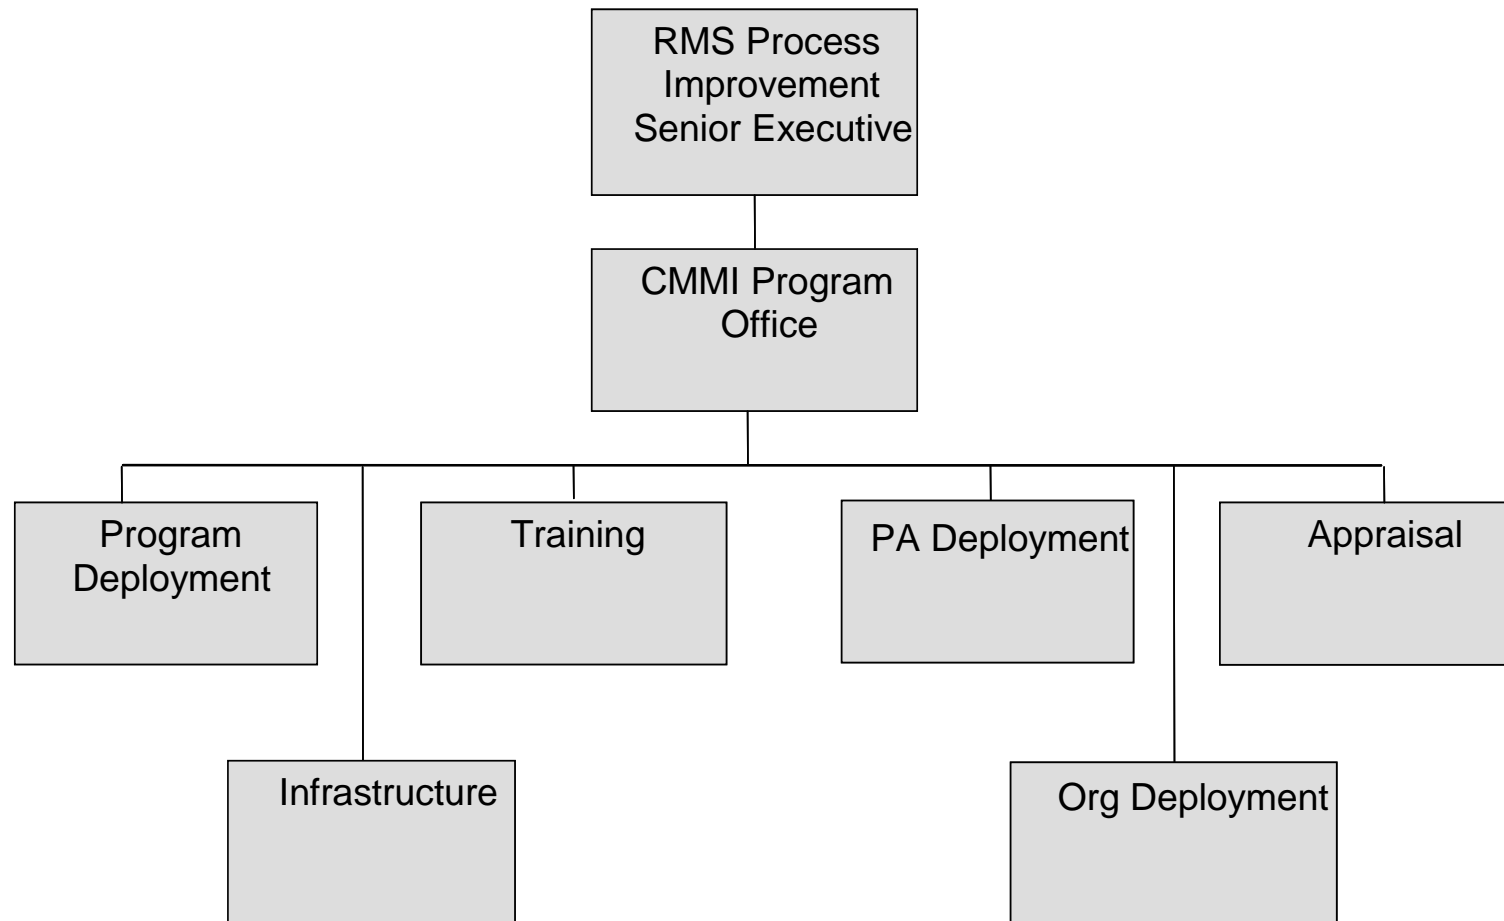 RMS Process
Improvement
Senior Executive
CMMI Program
Office
Program
Deployment
Training
PA Deployment
Appraisal
Infrastructure
Org Deployment